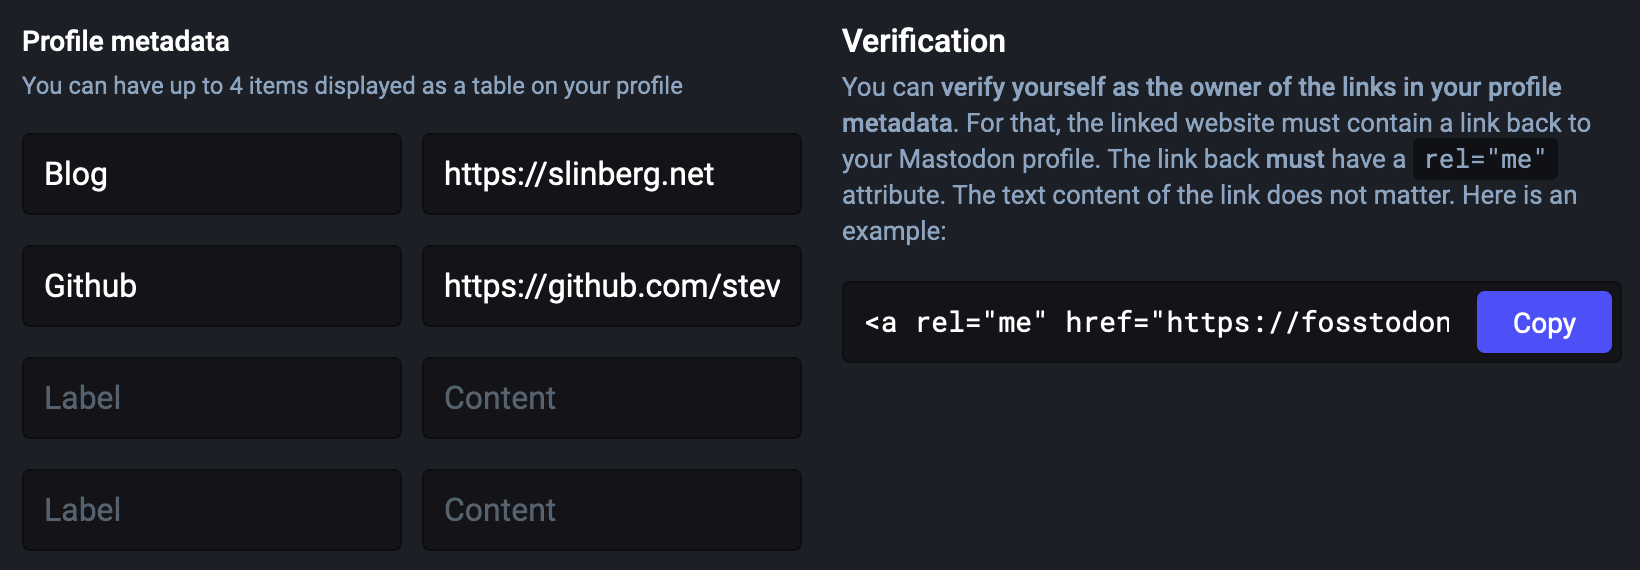 Profile metadata
You can have up to 4 items displayed as a table on your profile
Blog
https://slinberg.net
Github
https://github.com/stev
Label
Content
Label
Content
Verification
You can verify yourself as the owner of the links in your profile
metadata. For that, the linked website must contain a link back to
your Mastodon profile. The link back must have a rel="me"
attribute. The text content of the link does not matter. Here is an
example:
<a rel="me" href="https://fosstodon
Copy